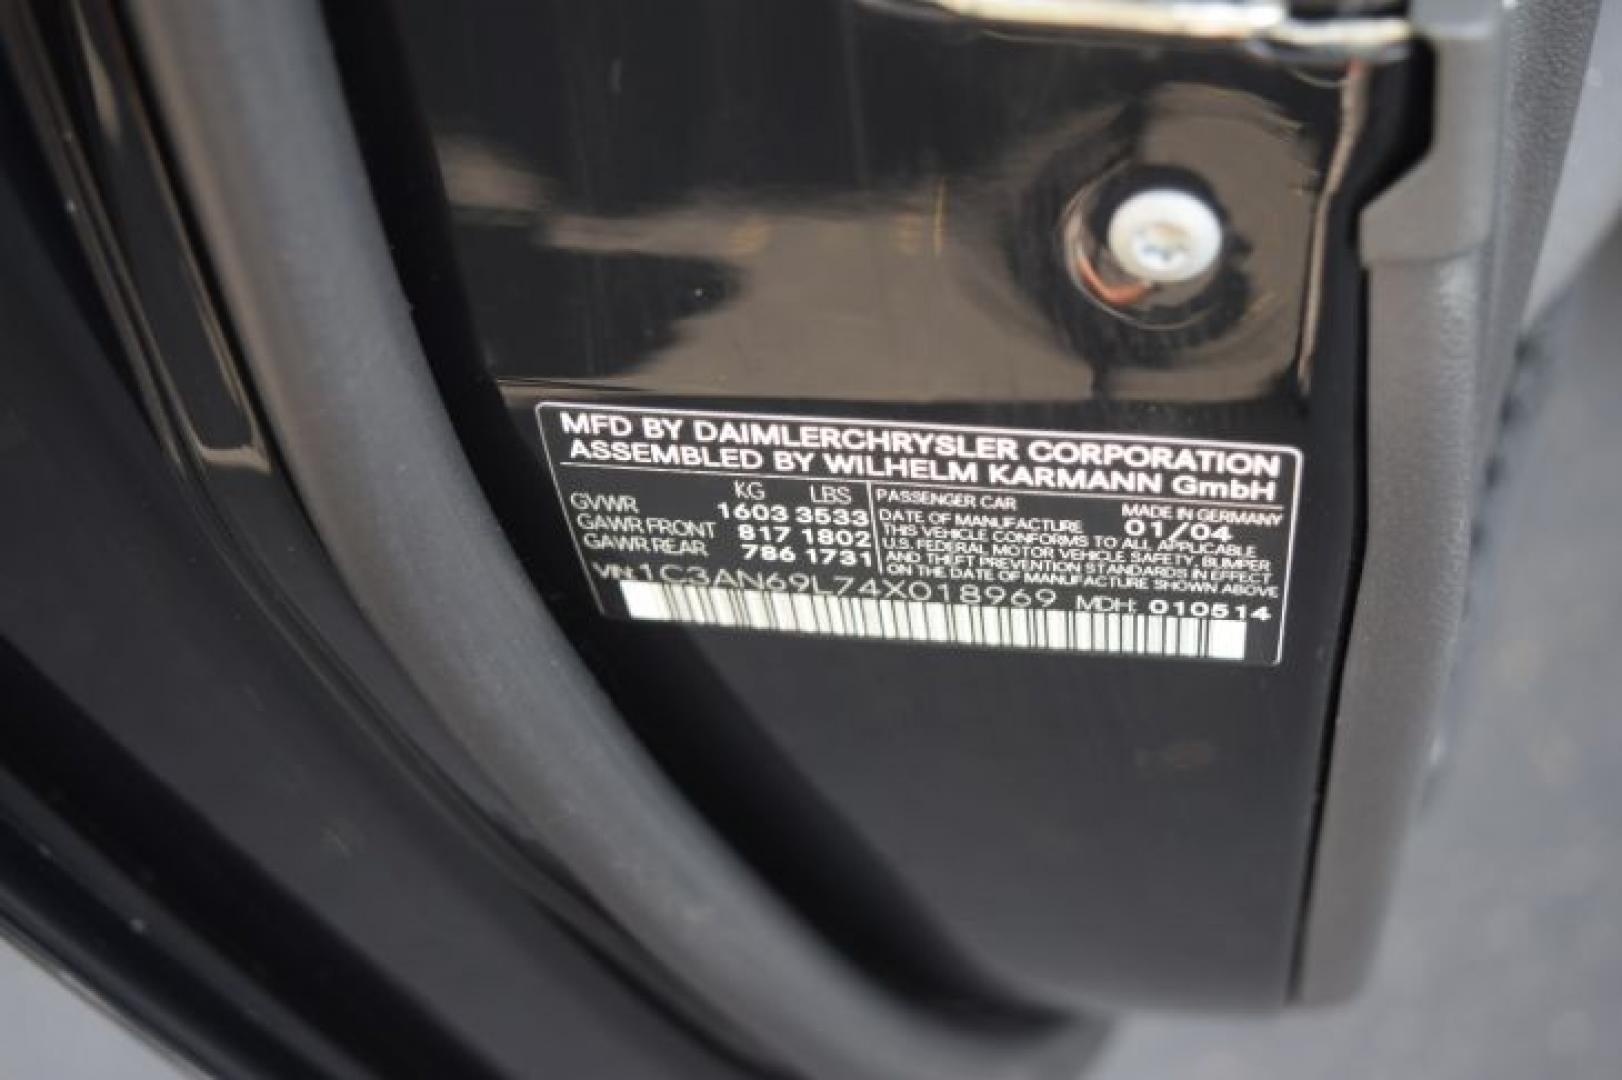 MFD BY DAIMLERCHRYSLER CORPORATION
ASSEMBLED BY WILHELM KARMANN GmbH
KG LBS
GVWR 1603 3533
GAWR FRONT 817 1802
GAWR REAR 786 1731
PASSENGER CAR MADE IN GERMANY
DATE OF MANUFACTURE 01/04
THIS VEHICLE CONFORMS TO ALL APPLICABLE
U.S. FEDERAL MOTOR VEHICLE SAFETY, BUMPER
AND THEFT PREVENTION STANDARDS IN EFFECT
ON THE DATE OF MANUFACTURE SHOWN ABOVE
VIN: 1C3AN69L74X018969 MDH: 010514